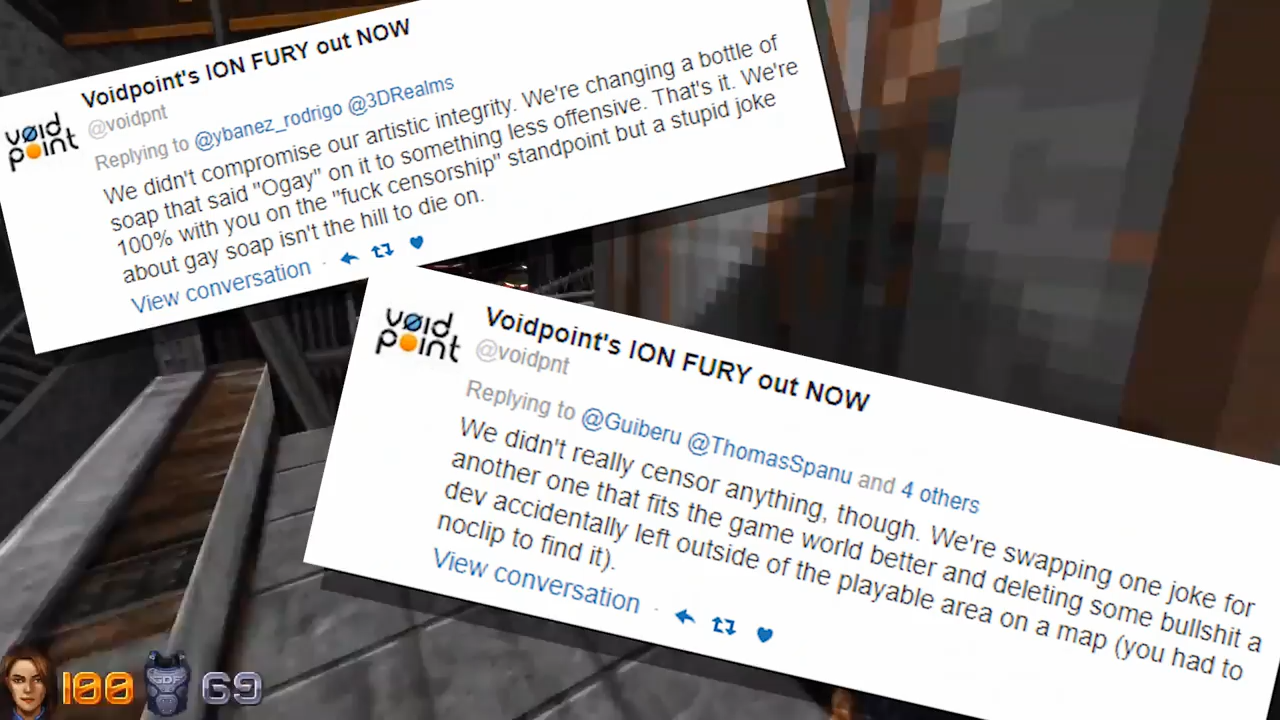 Voidpoint's ION FURY out NOW
@voidpnt
void
point
Replying to @ybanez_rodrigo @3DRealms
We didn't compromise our artistic integrity. We're changing a bottle of
soap that said "Ogay" on it to something less offensive. That's it. We're
100% with you on the "fuck censorship" standpoint but a stupid joke
about gay soap isn't the hill to die on.
View conversation ·
Voidpoint's ION FURY out NOW
@voidpnt
void
point
Replying to @Guiberu @ThomasSpanu and 4 others
We didn't really censor anything, though. We're swapping one joke for
another one that fits the game world better and deleting some bullshit a
dev accidentally left outside of the playable area on a map (you had to
noclip to find it).
View conversation ·
100 GDF 69